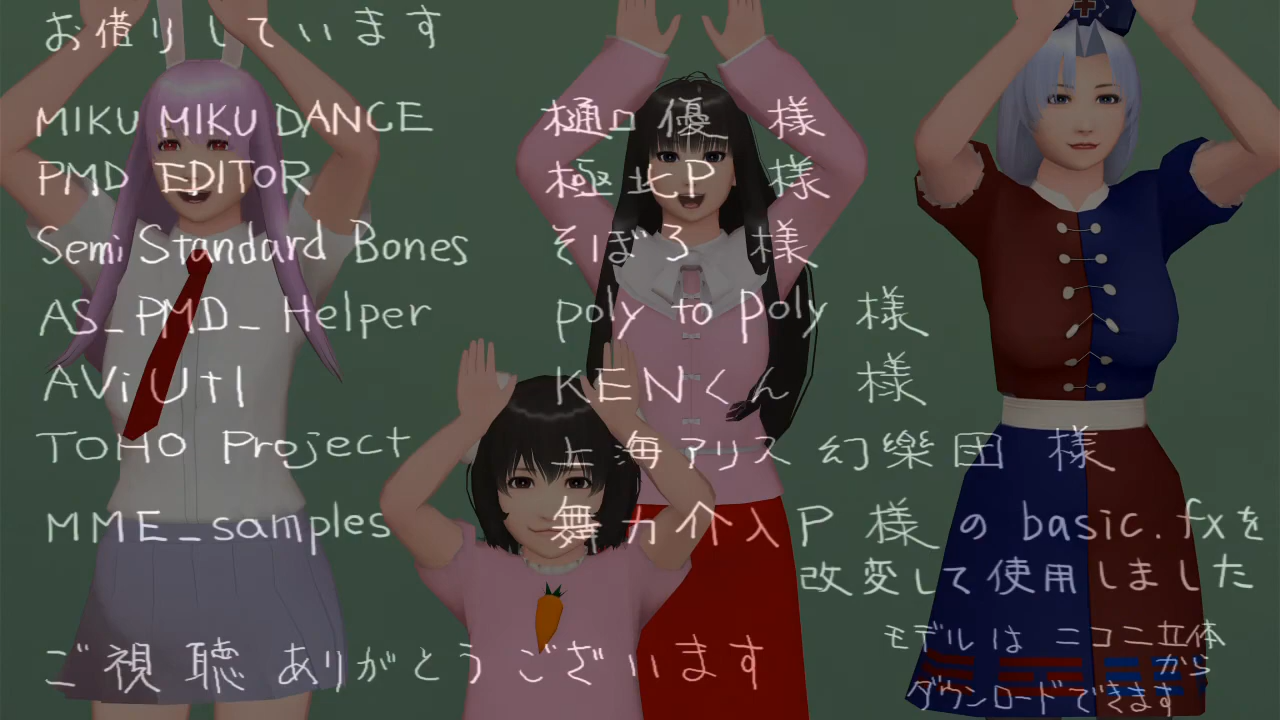 お借りしています
MIKU MIKU DANCE 樋口優 様
PMD EDITOR 極北P 様
Semi Standard Bones そぼろ 様
AS_PMD_Helper poly to poly 様
AViUtl KENくん 様
TOHO Project 上海アリス幻樂団 様
MME_samples 舞力介入P 様の basic.fxを
改変して使用しました
モデルは ニコニ立体
から
ご視聴ありがとうございます
ダウンロードできます